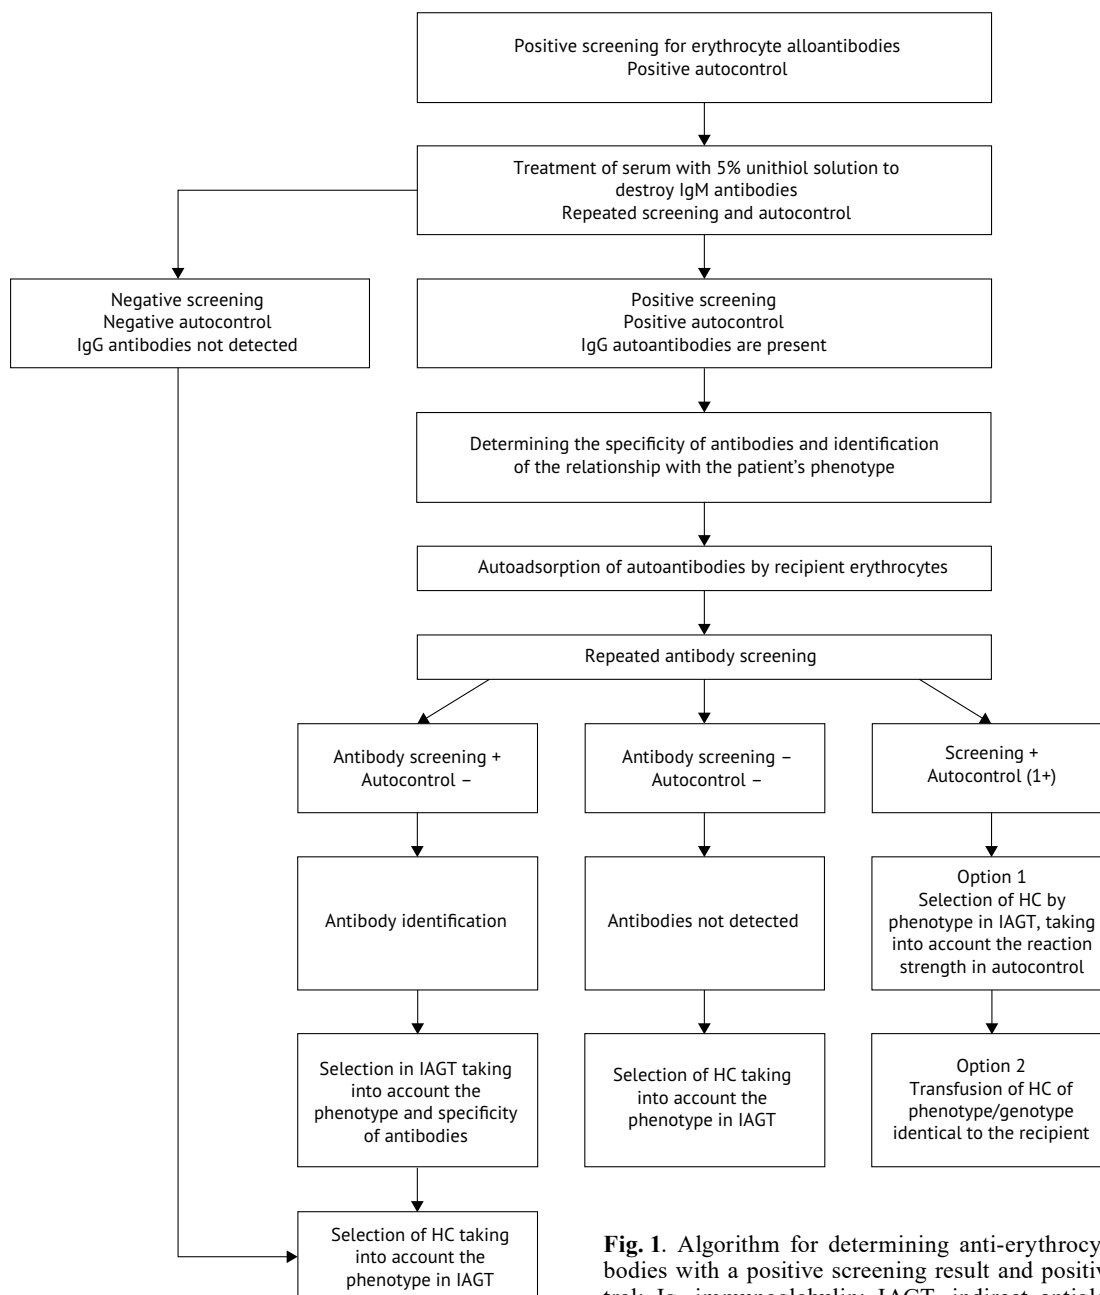 Positive screening for erythrocyte alloantibodies
Positive autocontrol
Treatment of serum with 5% unithiol solution to
destroy IgM antibodies
Repeated screening and autocontrol
Negative screening
Negative autocontrol
IgG antibodies not detected
Positive screening
Positive autocontrol
IgG autoantibodies are present
Determining the specificity of antibodies and identification
of the relationship with the patient's phenotype
Autoadsorption of autoantibodies by recipient erythrocytes
Repeated antibody screening
Antibody screening +
Autocontrol –
Antibody screening –
Autocontrol –
Screening +
Autocontrol (1+)
Antibody identification
Antibodies not detected
Option 1
Selection of HC by
phenotype in IAGT, taking
into account the reaction
strength in autocontrol
Selection in IAGT taking
into account the
phenotype and specificity
of antibodies
Selection of HC taking
into account the
phenotype in IAGT
Option 2
Transfusion of HC of
phenotype/genotype
identical to the recipient
Selection of HC taking
into account the
phenotype in IAGT
Fig. 1. Algorithm for determining anti-erythrocy
bodies with a positive screening result and positiv